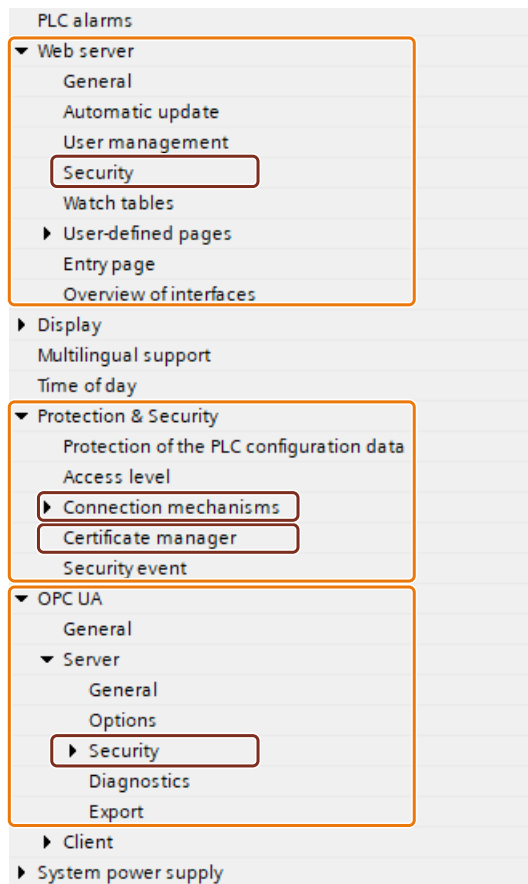 PLC alarms
Web server
General
Automatic update
User management
Security
Watch tables
User-defined pages
Entry page
Overview of interfaces
Display
Multilingual support
Time of day
Protection & Security
Protection of the PLC configuration data
Access level
Connection mechanisms
Certificate manager
Security event
OPC UA
General
Server
General
Options
Security
Diagnostics
Export
Client
System power supply